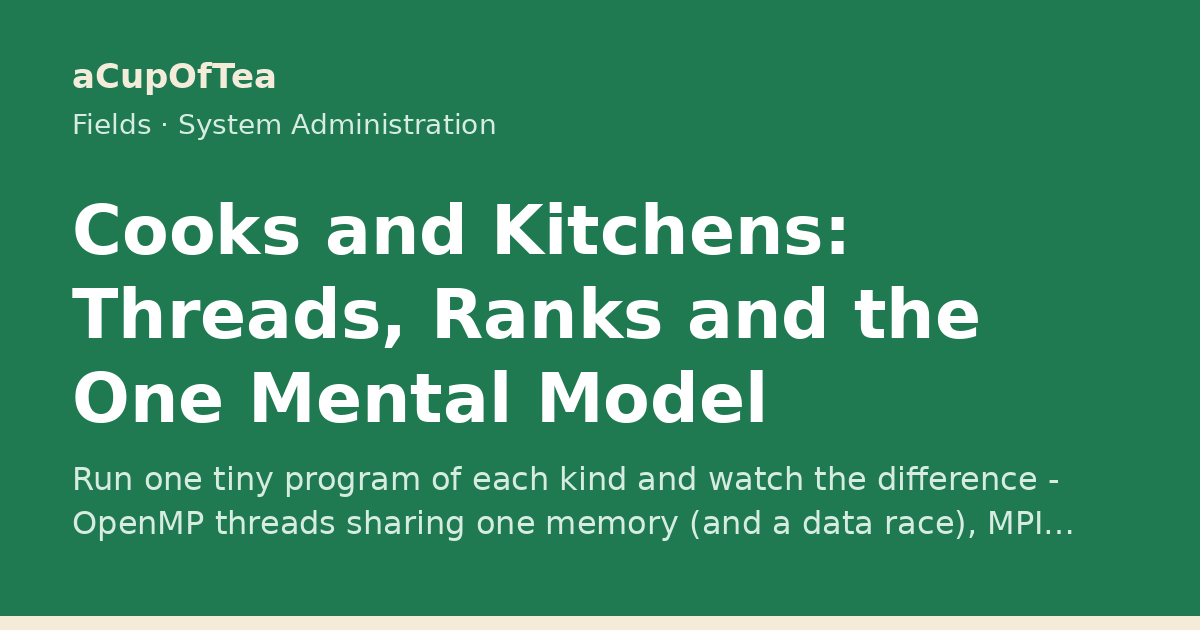 aCupOfTea
Fields · System Administration
Cooks and Kitchens:
Threads, Ranks and the
One Mental Model
Run one tiny program of each kind and watch the difference -
OpenMP threads sharing one memory (and a data race), MPI...